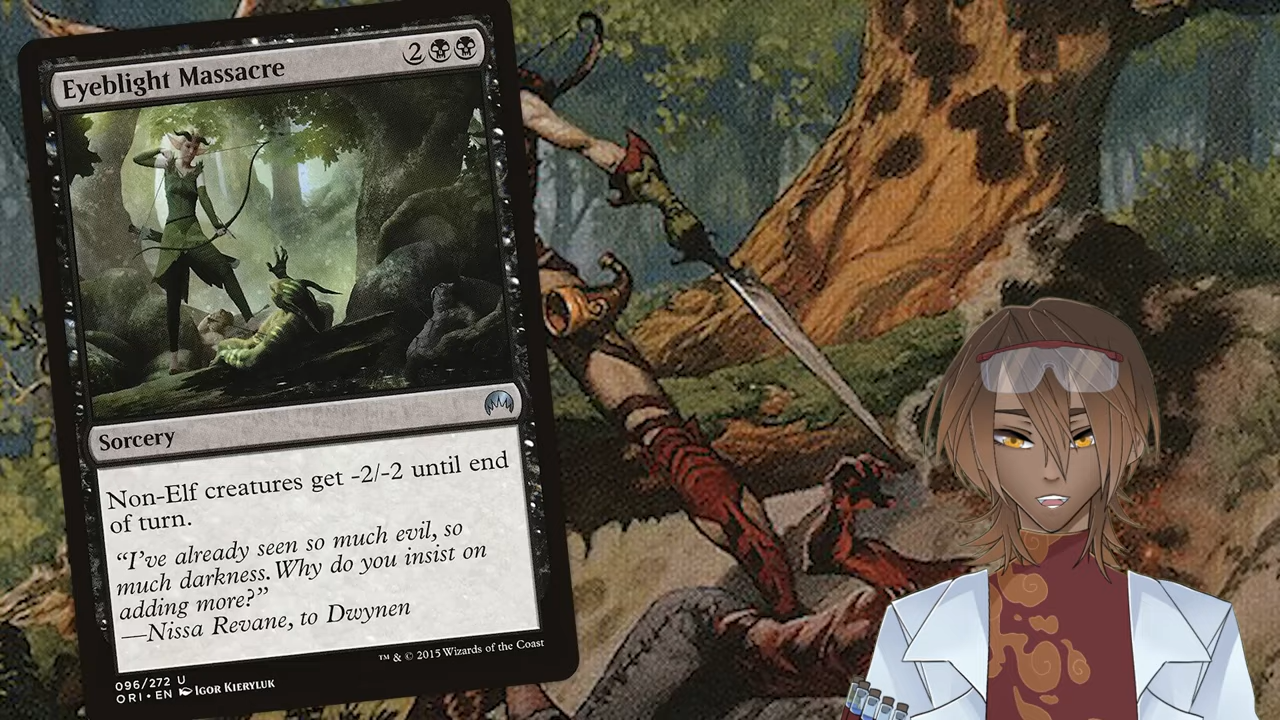 Eyeblight Massacre 2
Sorcery
Non-Elf creatures get -2/-2 until end
of turn.
“I’ve already seen so much evil, so
much darkness. Why do you insist on
adding more?”
—Nissa Revane, to Dwynen
096/272 U
ORI • EN Igor Kieryluk
™ & © 2015 Wizards of the Coast